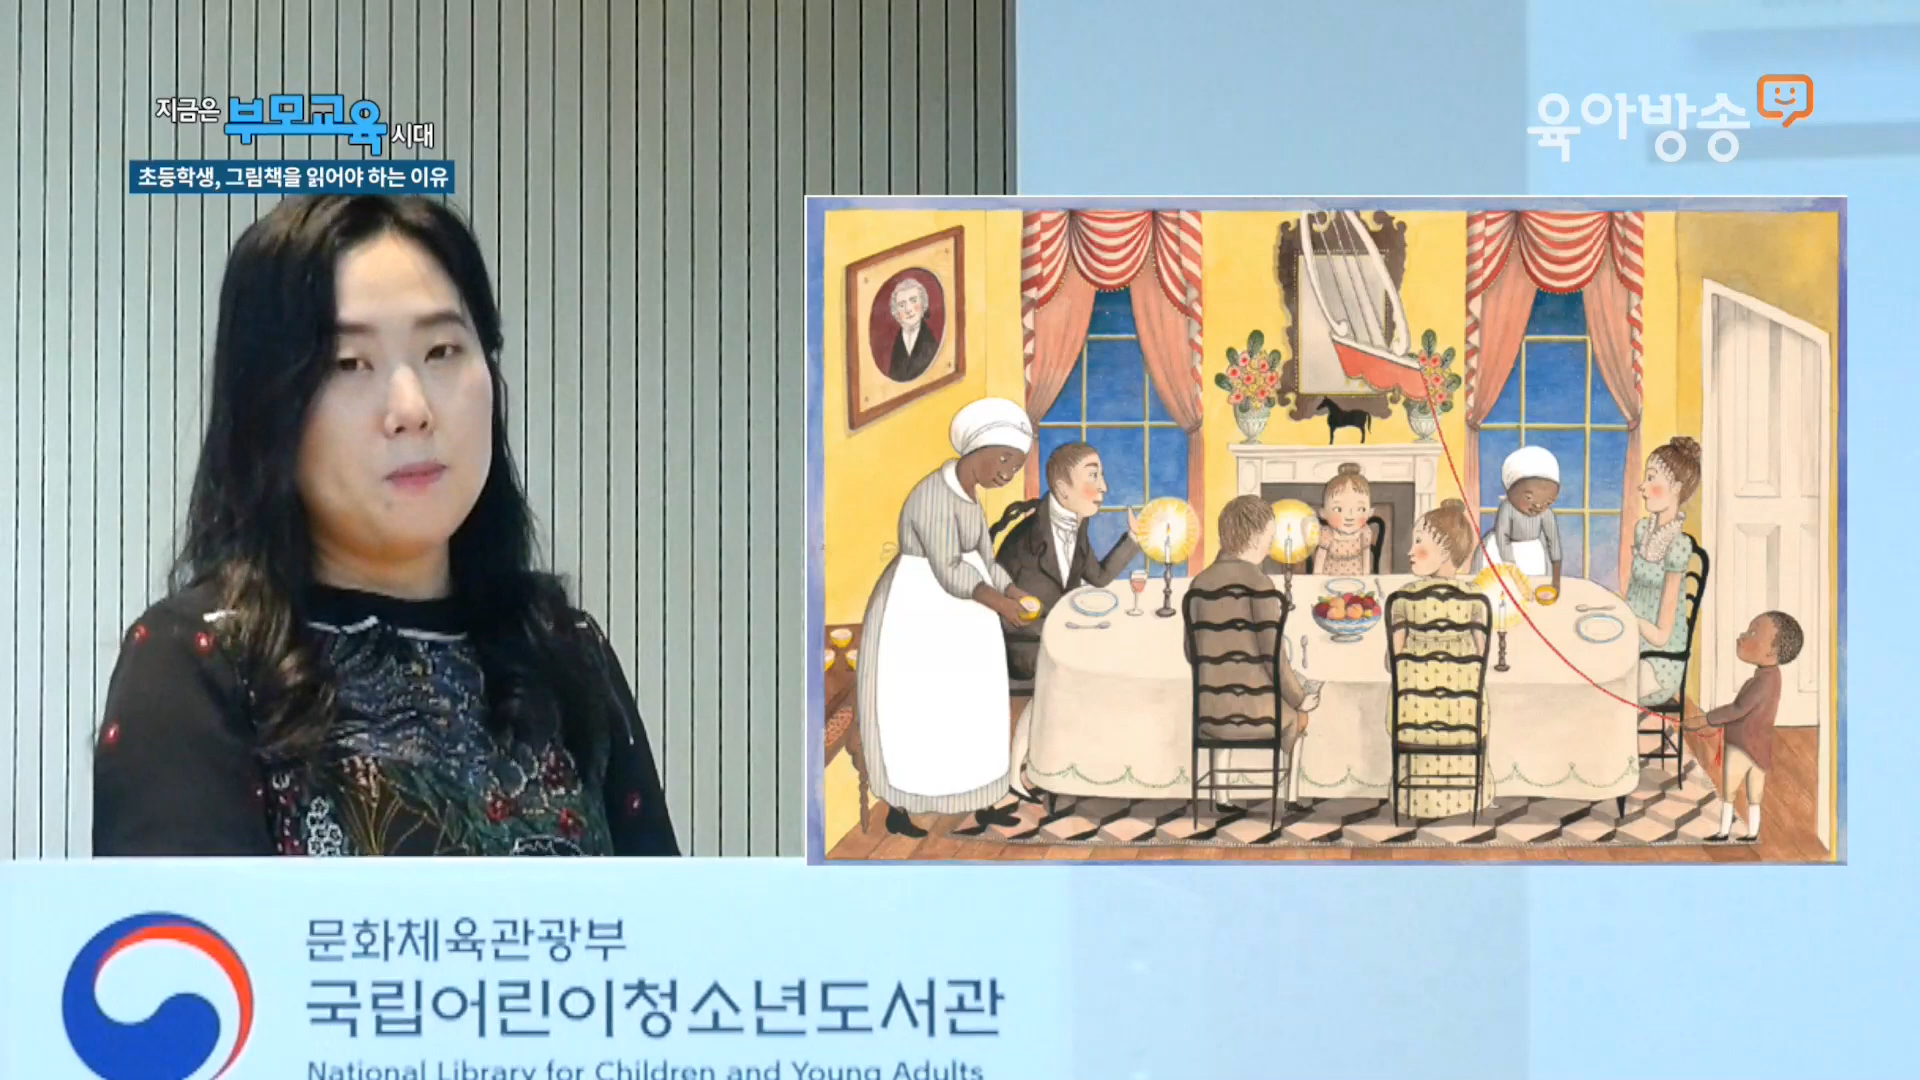 지금은 부모교육 시대
초등학생, 그림책을 읽어야 하는 이유
육아방송
문화체육관광부
국립어린이청소년도서관
National Library for Children and Young Adults